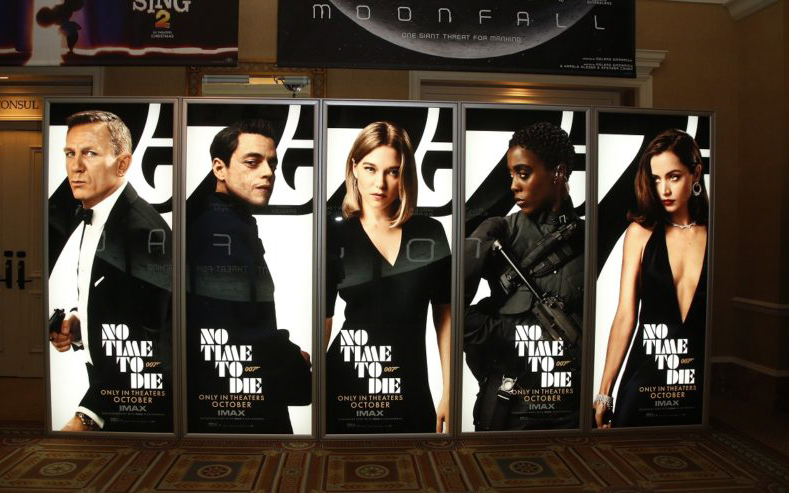 SING
2
MOONFALL
ONE GIANT THREAT FOR MANKIND
ONSUL
NO
TIME
TO
DIE
007
ONLY IN THEATERS
OCTOBER
IMAX
NO
TIME
TO
DIE
007
ONLY IN THEATERS
OCTOBER
IMAX
NO
TIME
TO
DIE
007
ONLY IN THEATERS
OCTOBER
IMAX
NO
TIME
TO
DIE
007
ONLY IN THEATERS
OCTOBER
IMAX
NO
TIME
TO
DIE
007
ONLY IN THEATERS
OCTOBER
IMAX